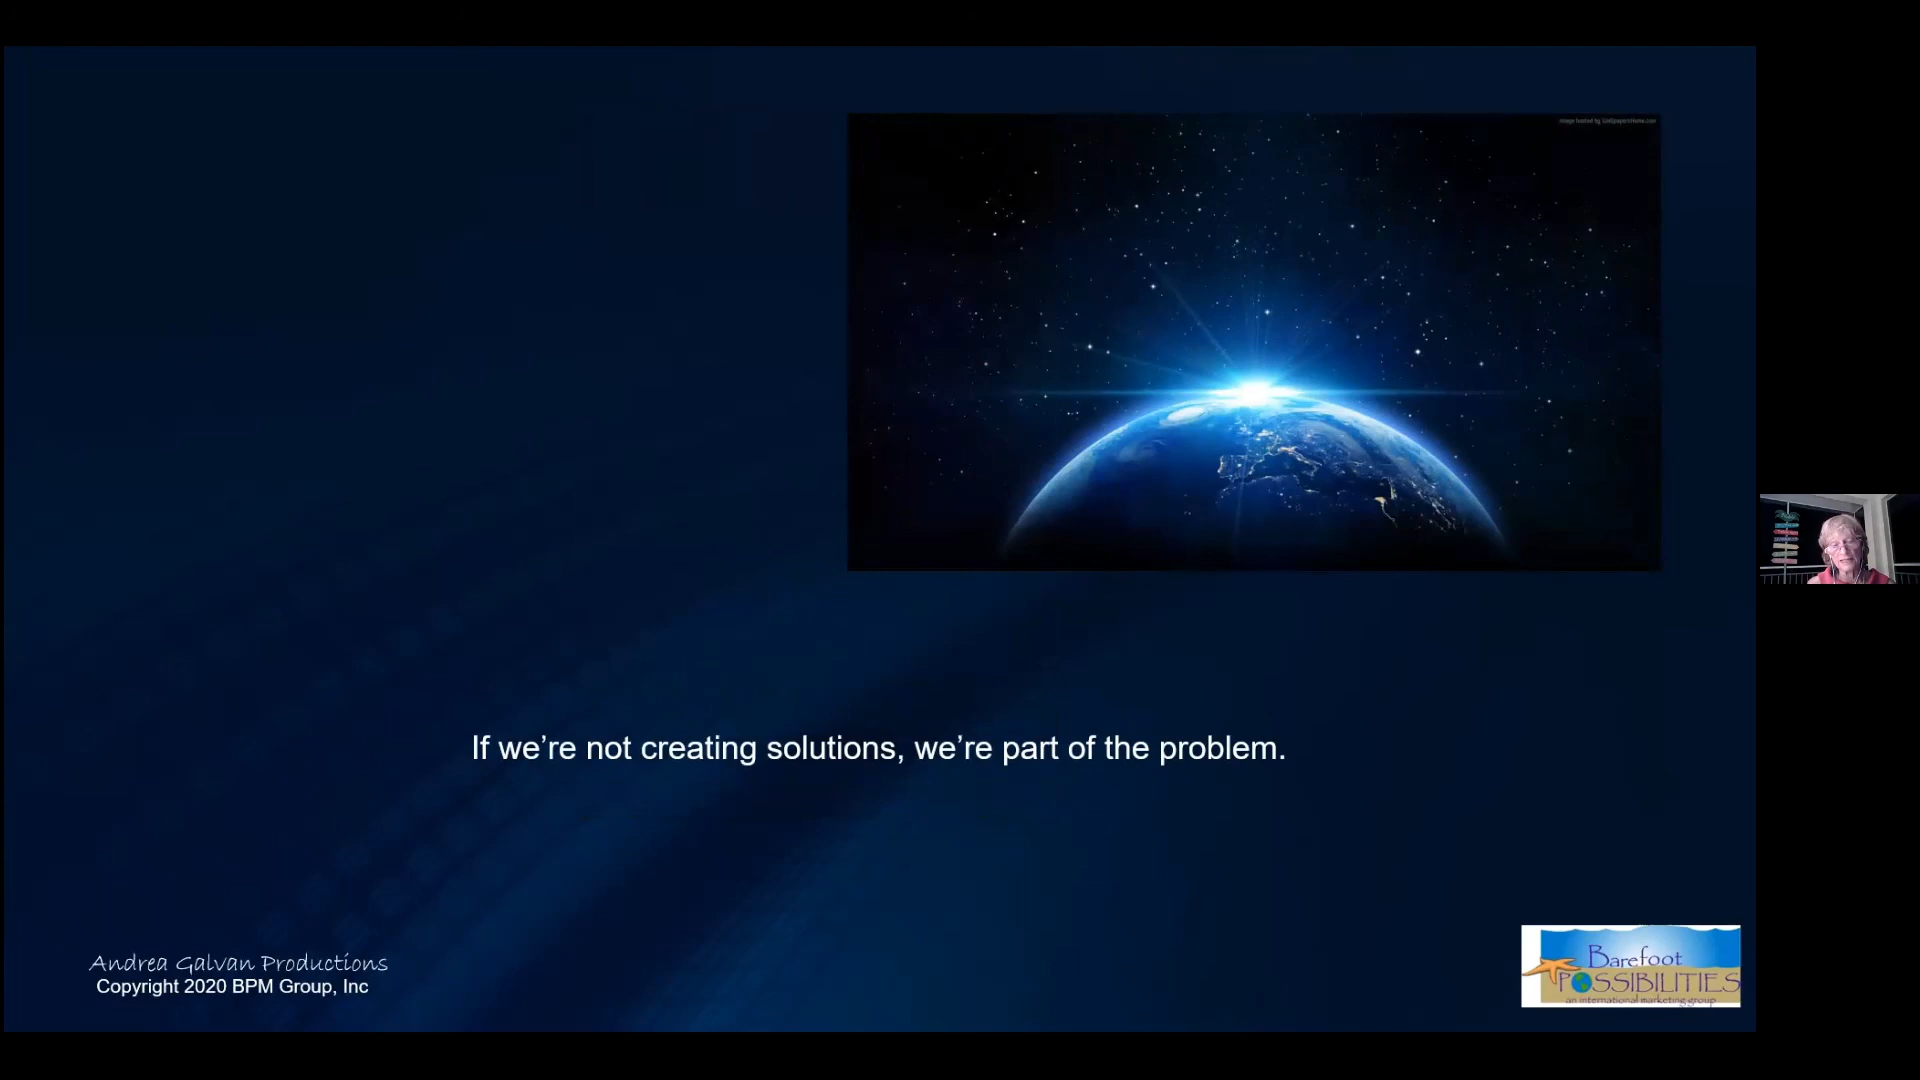 If we’re not creating solutions, we’re part of the problem.
Andrea Galvan Productions
Copyright 2020 BPM Group, Inc
Barefoot
POSSIBILITIES
an international marketing group